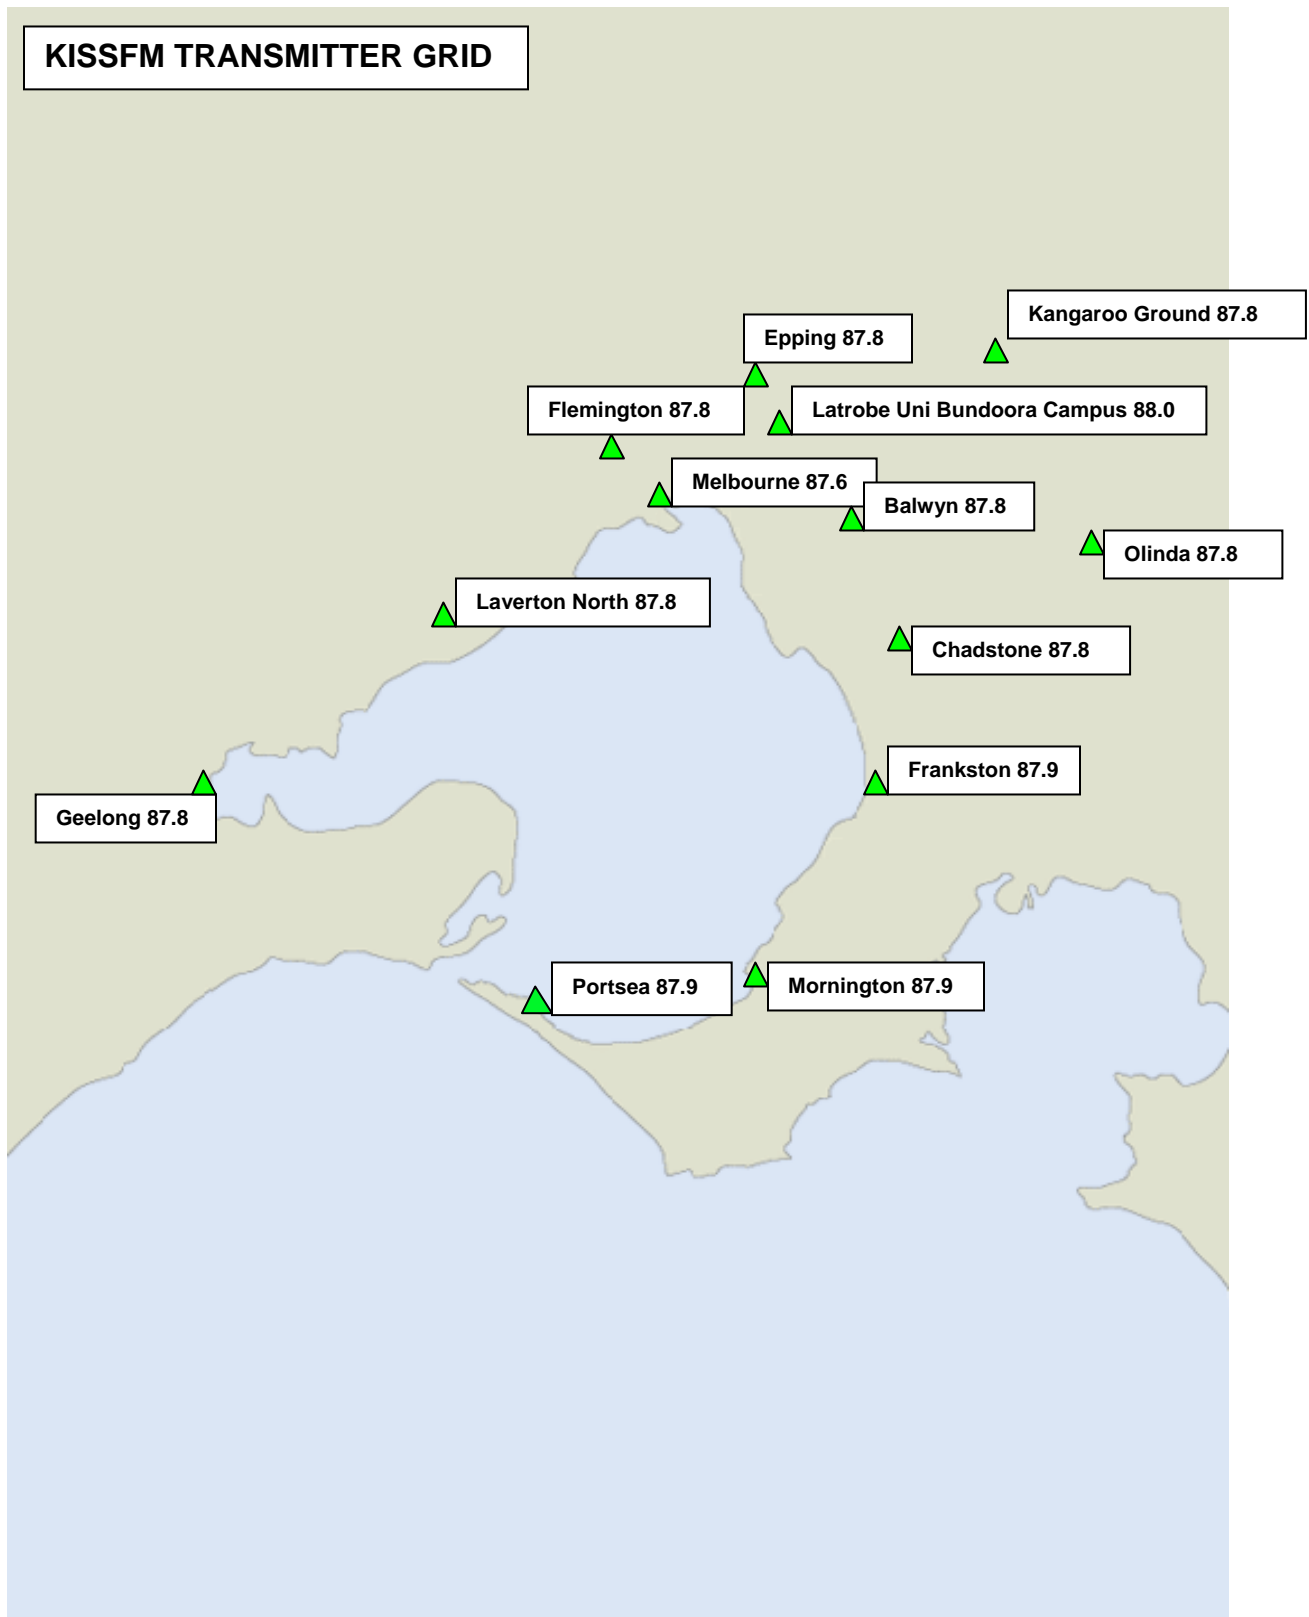 KISSFM TRANSMITTER GRID
Kangaroo Ground 87.8
Epping 87.8
Flemington 87.8
Latrobe Uni Bundoora Campus 88.0
Melbourne 87.6
Balwyn 87.8
Olinda 87.8
Laverton North 87.8
Chadstone 87.8
Frankston 87.9
Geelong 87.8
Portsea 87.9
Mornington 87.9